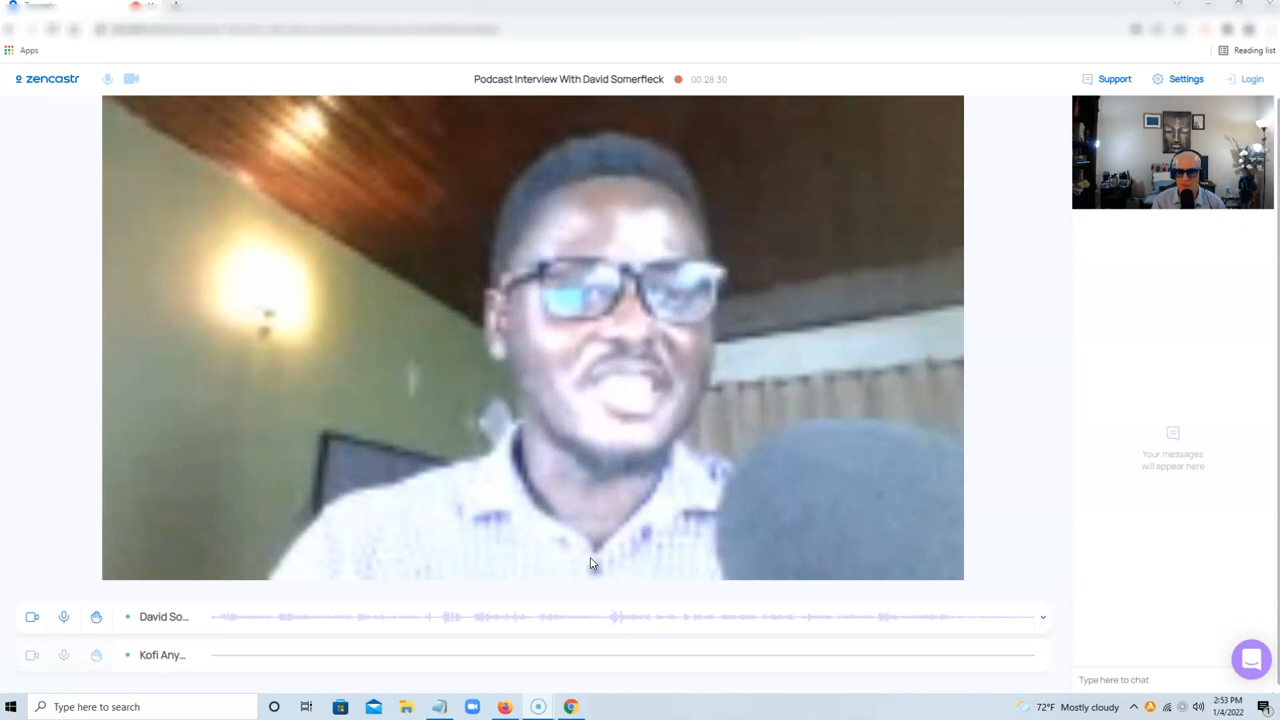 Apps
Reading list
zencastr
Podcast Interview With David Somerfleck
00:28:30
Support
Settings
Login
Your messages
will appear here
David So...
Kofi Any...
Type here to chat
Type here to search
72°F Mostly cloudy
2:53 PM
1/4/2022